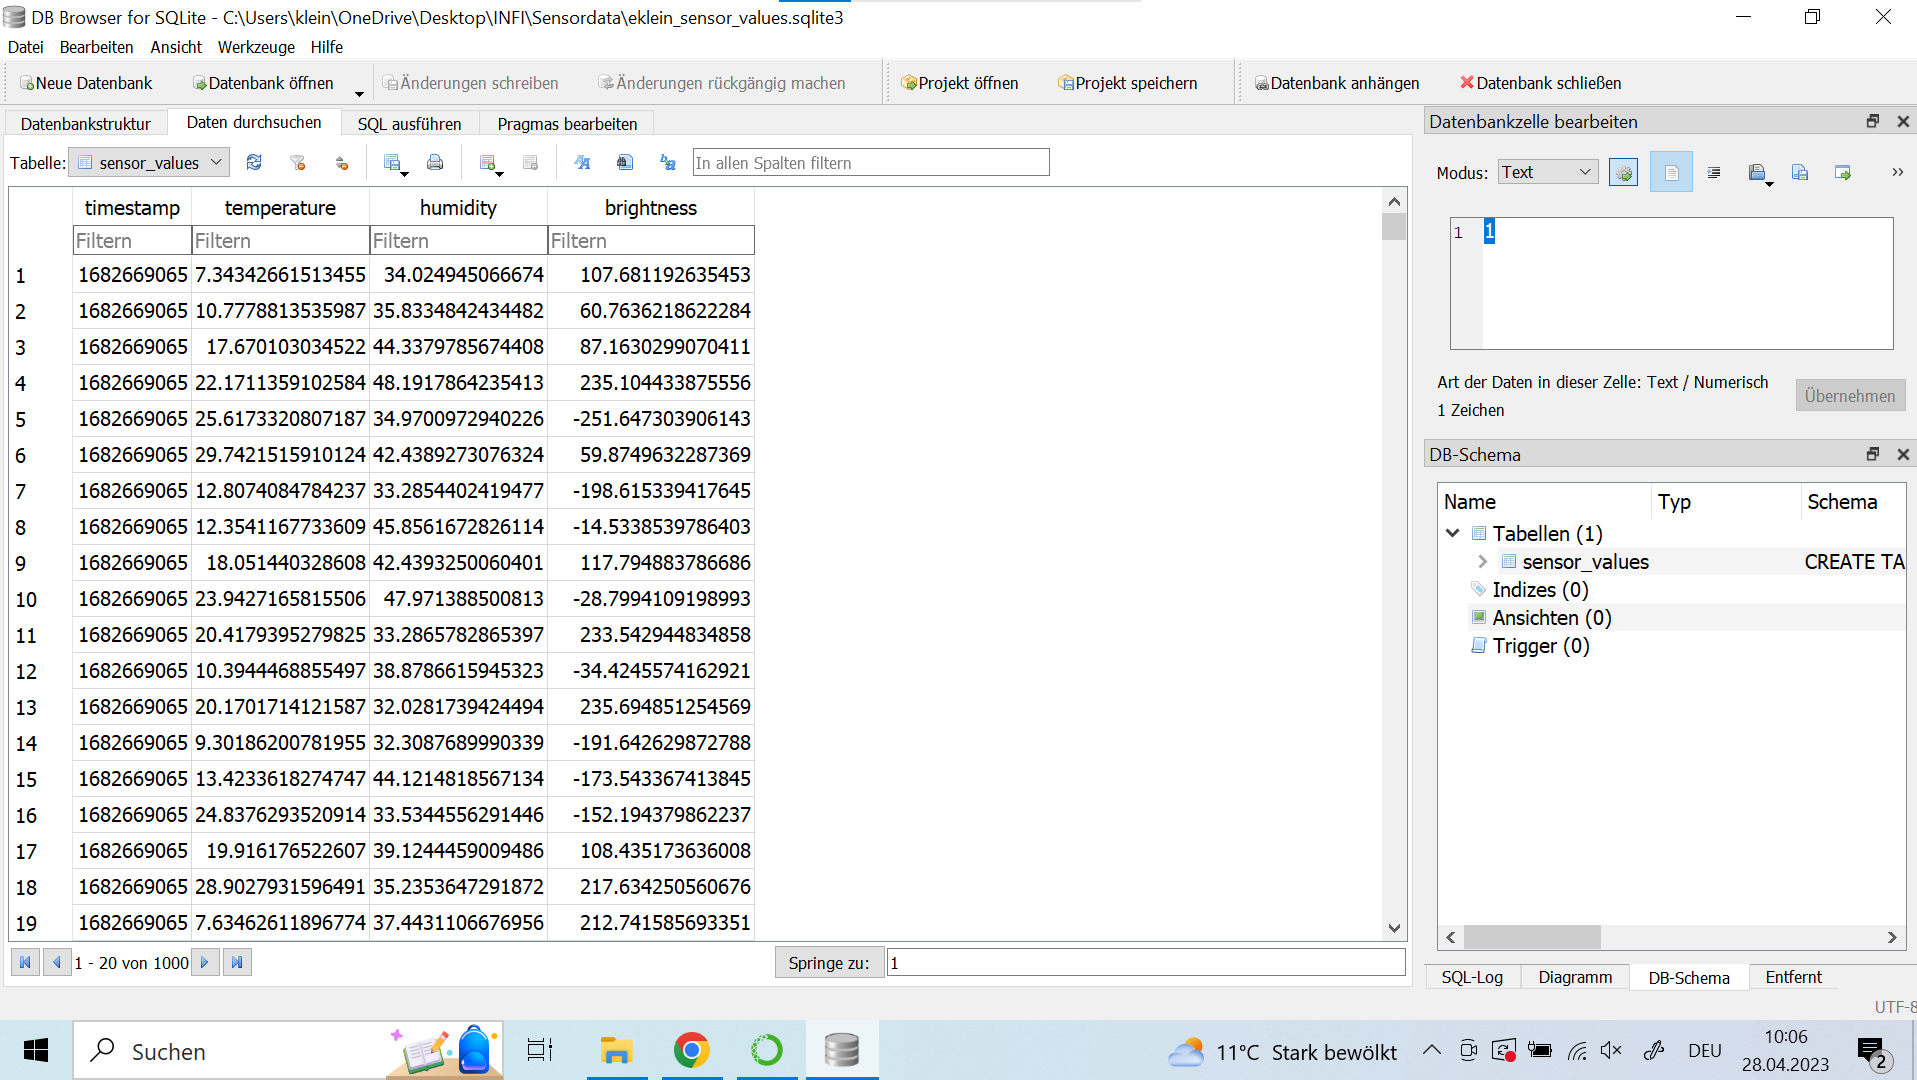 DB Browser for SQLite - C:\Users\klein\OneDrive\Desktop\INFI\Sensordata\eklein_sensor_values.sqlite3
Datei Bearbeiten Ansicht Werkzeuge Hilfe
Neue Datenbank Datenbank öffnen Änderungen schreiben Änderungen rückgängig machen Projekt öffnen Projekt speichern Datenbank anhängen Datenbank schließen
Datenbankstruktur Daten durchsuchen SQL ausführen Pragmas bearbeiten
Tabelle: sensor_values In allen Spalten filtern
timestamp temperature humidity brightness
Filtern Filtern Filtern Filtern
1 1682669065 7.34342661513455 34.024945066674 107.681192635453
2 1682669065 10.7778813535987 35.8334842434482 60.7636218622284
3 1682669065 17.670103034522 44.3379785674408 87.1630299070411
4 1682669065 22.1711359102584 48.1917864235413 235.104433875556
5 1682669065 25.6173320807187 34.9700972940226 -251.647303906143
6 1682669065 29.7421515910124 42.4389273076324 59.8749632287369
7 1682669065 12.8074084784237 33.2854402419477 -198.615339417645
8 1682669065 12.3541167733609 45.8561672826114 -14.5338539786403
9 1682669065 18.051440328608 42.4393250060401 117.794883786686
10 1682669065 23.9427165815506 47.971388500813 -28.7994109198993
11 1682669065 20.4179395279825 33.2865782865397 233.542944834858
12 1682669065 10.3944468855497 38.8786615945323 -34.4245574162921
13 1682669065 20.1701714121587 32.0281739424494 235.694851254569
14 1682669065 9.30186200781955 32.3087689990339 -191.642629872788
15 1682669065 13.4233618274747 44.1214818567134 -173.543367413845
16 1682669065 24.8376293520914 33.5344556291446 -152.194379862237
17 1682669065 19.916176522607 39.1244459009486 108.435173636008
18 1682669065 28.9027931596491 35.2353647291872 217.634250560676
19 1682669065 7.63462611896774 37.4431106676956 212.741585693351
1 - 20 von 1000 Springe zu: 1
Datenbankzelle bearbeiten
Modus: Text
1 1
Art der Daten in dieser Zelle: Text / Numerisch
1 Zeichen
Übernehmen
DB-Schema
Name Typ Schema
Tabellen (1)
sensor_values CREATE TA
Indizes (0)
Ansichten (0)
Trigger (0)
SQL-Log Diagramm DB-Schema Entfernt
UTF-8
Suchen
11°C Stark bewölkt
DEU
10:06
28.04.2023
2